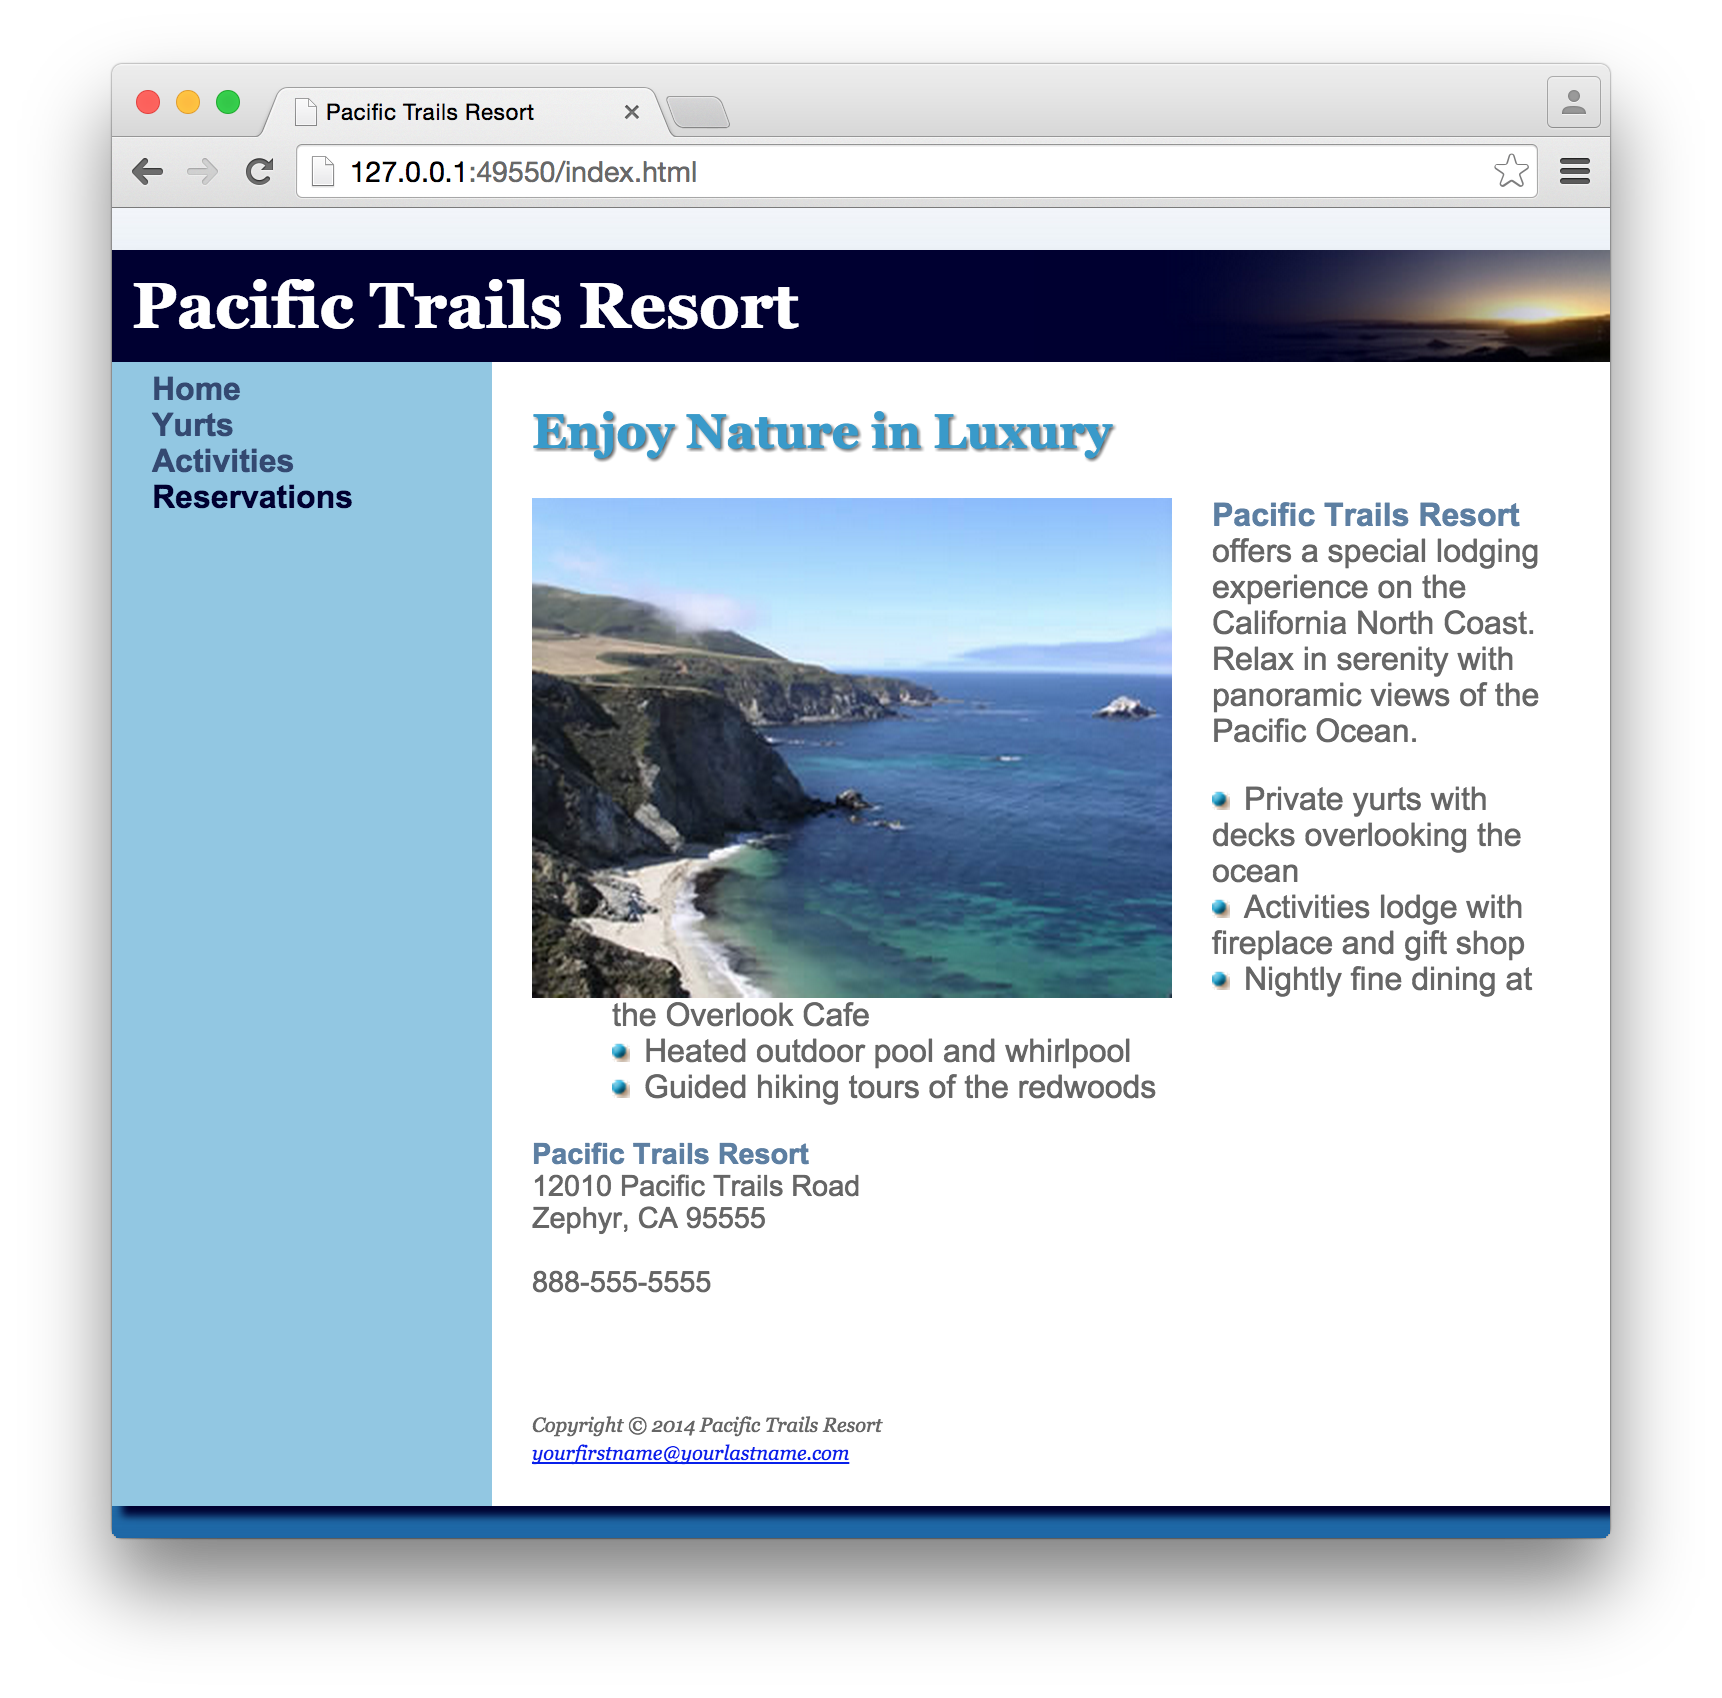 Pacific Trails Resort
127.0.0.1:49550/index.html
Pacific Trails Resort
Home
Yurts
Activities
Reservations
Enjoy Nature in Luxury
Pacific Trails Resort
offers a special lodging
experience on the
California North Coast.
Relax in serenity with
panoramic views of the
Pacific Ocean.
Private yurts with
decks overlooking the
ocean
Activities lodge with
fireplace and gift shop
Nightly fine dining at
the Overlook Cafe
Heated outdoor pool and whirlpool
Guided hiking tours of the redwoods
Pacific Trails Resort
12010 Pacific Trails Road
Zephyr, CA 95555
888-555-5555
Copyright © 2014 Pacific Trails Resort
yourfirstname@yourlastname.com